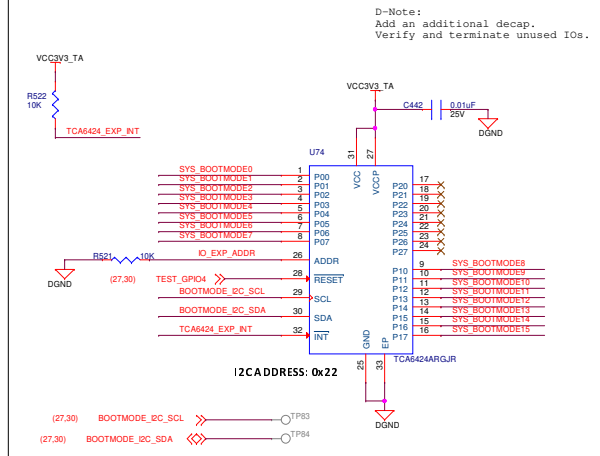 D-Note:
Add an additional decap.
Verify and terminate unused IOs.
VCC3V3_TA
R522
10K
TCA6424_EXP_INT
VCC3V3_TA
C442
0.01uF
25V
DGND
U74
31
27
VCC
VCCP
SYS_BOOTMODE0 1 P00
SYS_BOOTMODE1 2 P01
SYS_BOOTMODE2 3 P02
SYS_BOOTMODE3 4 P03
SYS_BOOTMODE4 5 P04
SYS_BOOTMODE5 6 P05
SYS_BOOTMODE6 7 P06
SYS_BOOTMODE7 8 P07
P20 17
P21 18
P22 19
P23 20
P24 21
P25 22
P26 23
P27 24
R521 10K IO_EXP_ADDR 26 ADDR
DGND
(27,30) TEST_GPIO4 28 RESET
BOOTMODE_I2C_SCL 29 SCL
BOOTMODE_I2C_SDA 30 SDA
TCA6424_EXP_INT 32 INT
P10 9 SYS_BOOTMODE8
P11 10 SYS_BOOTMODE9
P12 11 SYS_BOOTMODE10
P13 12 SYS_BOOTMODE11
P14 13 SYS_BOOTMODE12
P15 14 SYS_BOOTMODE13
P16 15 SYS_BOOTMODE14
P17 16 SYS_BOOTMODE15
GND
EP
25
33
TCA6424ARGJR
I2C ADDRESS: 0x22
DGND
(27,30) BOOTMODE_I2C_SCL TP83
(27,30) BOOTMODE_I2C_SDA TP84